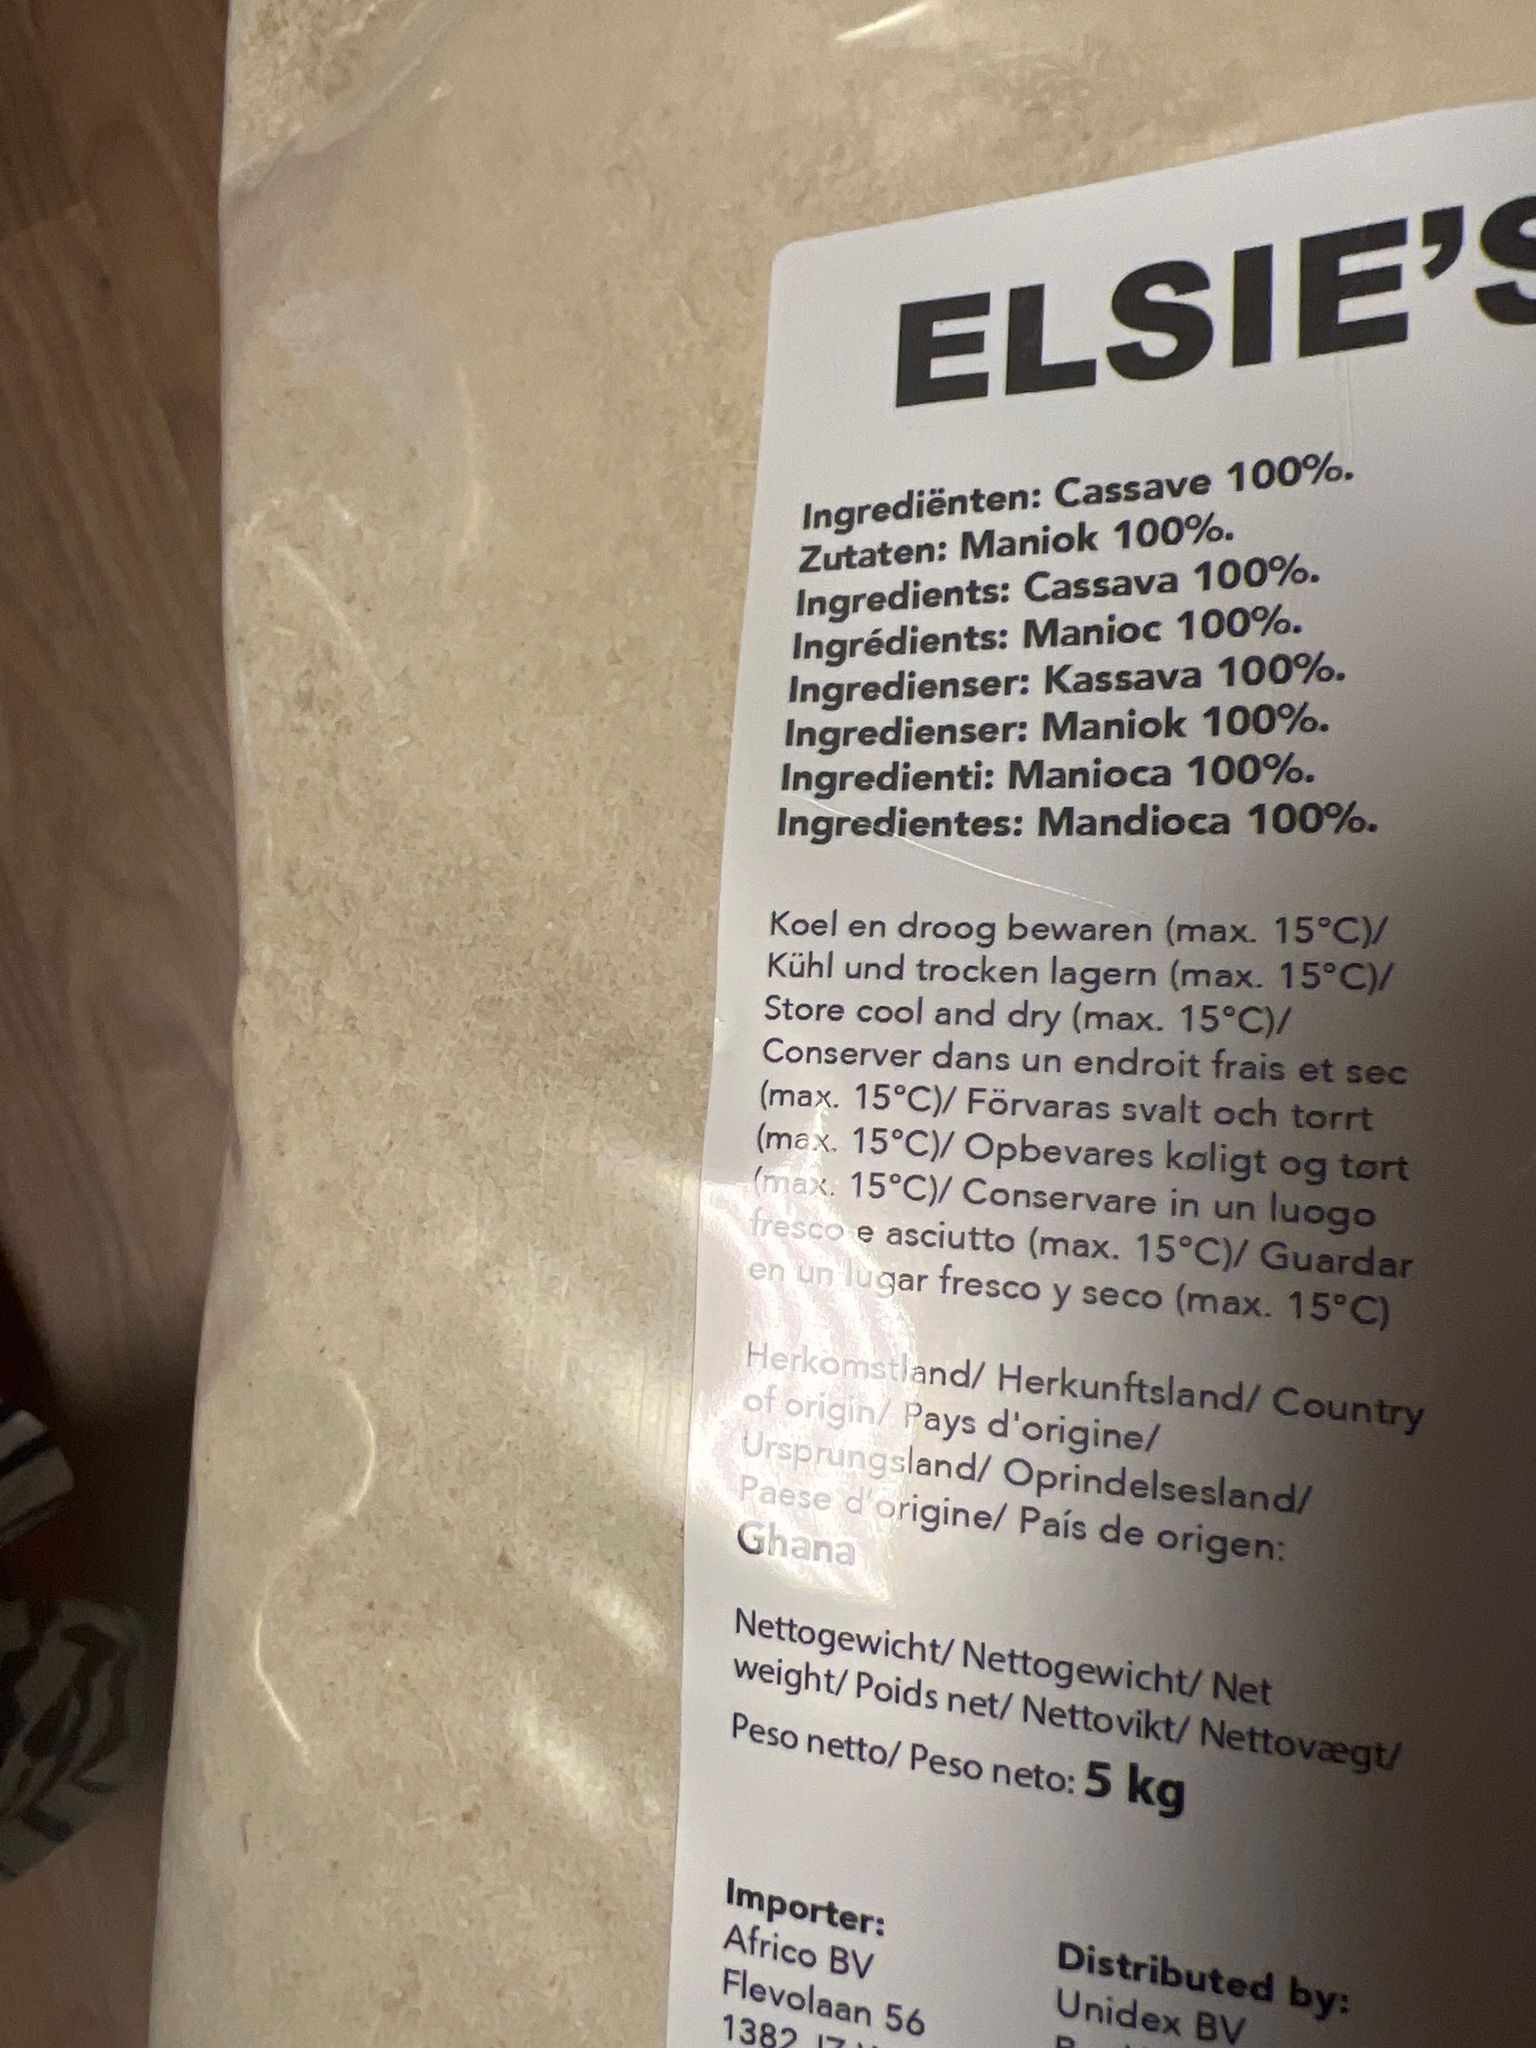 ELSIE'S
Ingrediënten: Cassave 100%.
Zutaten: Maniok 100%.
Ingredients: Cassava 100%.
Ingrédients: Manioc 100%.
Ingredienser: Kassava 100%.
Ingredienser: Maniok 100%.
Ingredienti: Manioca 100%.
Ingredientes: Mandioca 100%.
Koel en droog bewaren (max. 15°C)/
Kühl und trocken lagern (max. 15°C)/
Store cool and dry (max. 15°C)/
Conserver dans un endroit frais et sec
(max. 15°C)/ Förvaras svalt och torrt
(max. 15°C)/ Opbevares køligt og tørt
(max. 15°C)/ Conservare in un luogo
fresco e asciutto (max. 15°C)/ Guardar
en un lugar fresco y seco (max. 15°C)
Herkomstland/ Herkunftsland/ Country
of origin/ Pays d'origine/
Ursprungsland/ Oprindelsesland/
Paese d'origine/ País de origen:
Ghana
Nettogewicht/ Nettogewicht/ Net
weight/ Poids net/ Nettovikt/ Nettovægt/
Peso netto/ Peso neto: 5 kg
Importer:
Africo BV
Flevolaan 56
1382 JZ
Distributed by:
Unidex BV